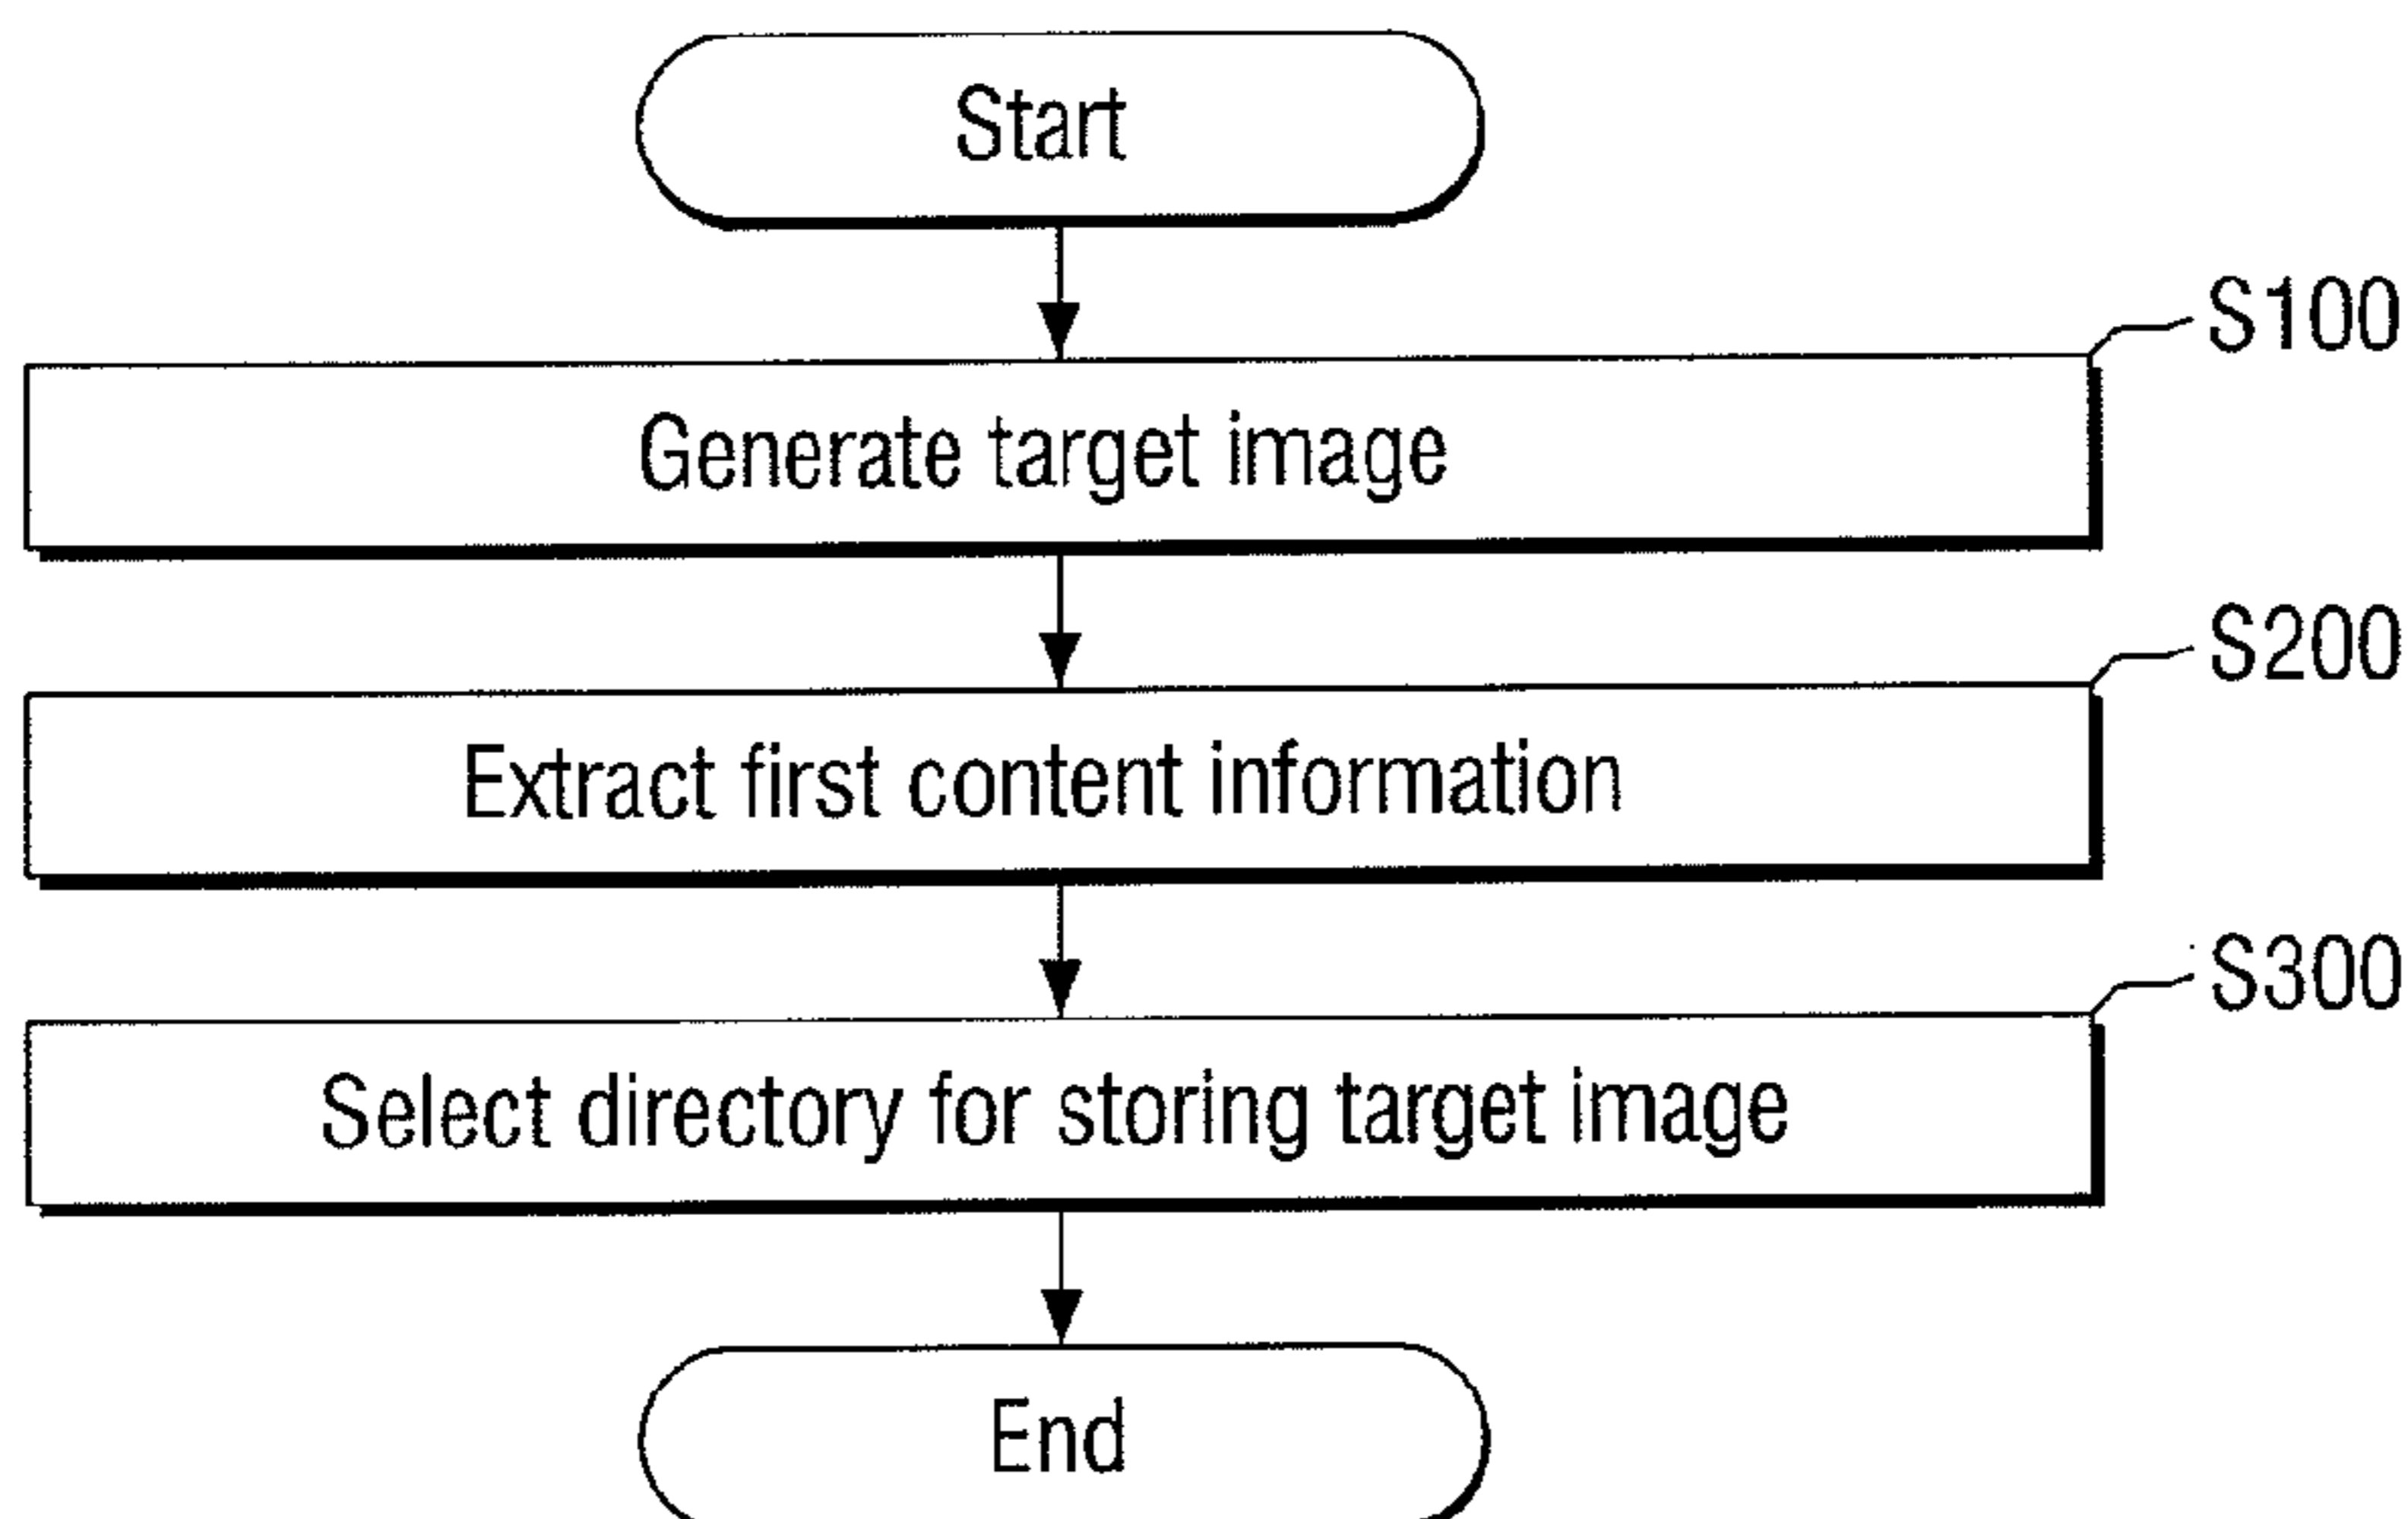 Start
S100
Generate target image
S200
Extract first content information
S300
Select directory for storing target image
End